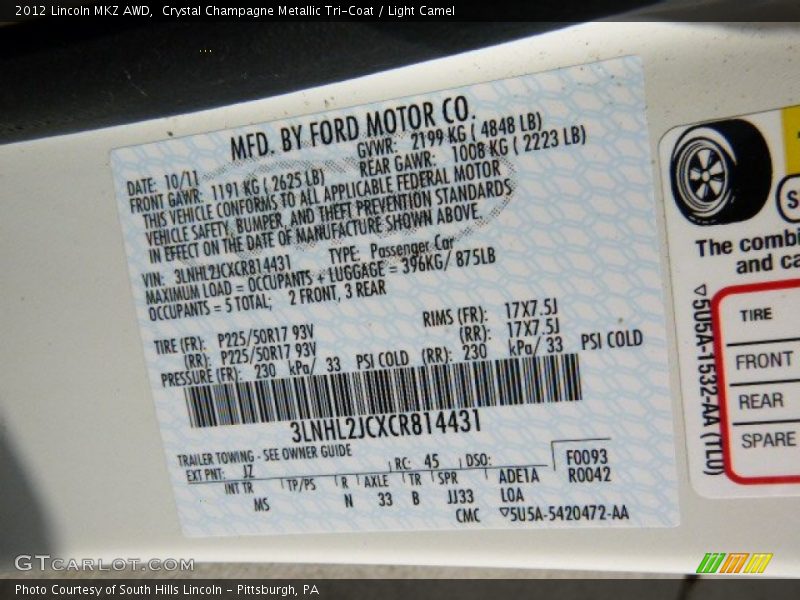 2012 Lincoln MKZ AWD, Crystal Champagne Metallic Tri-Coat / Light Camel
MFD. BY FORD MOTOR CO.
DATE: 10/11 GVWR: 2199 KG ( 4848 LB)
FRONT GAWR: 1191 KG ( 2625 LB) REAR GAWR: 1008 KG ( 2223 LB)
THIS VEHICLE CONFORMS TO ALL APPLICABLE FEDERAL MOTOR
VEHICLE SAFETY, BUMPER, AND THEFT PREVENTION STANDARDS
IN EFFECT ON THE DATE OF MANUFACTURE SHOWN ABOVE.
VIN: 3LNHL2JCXCR814431 TYPE: Passenger Car
MAXIMUM LOAD = OCCUPANTS + LUGGAGE = 396KG/ 875LB
OCCUPANTS = 5 TOTAL; 2 FRONT, 3 REAR
TIRE (FR): P225/50R17 93V RIMS (FR): 17X7.5J
(RR): P225/50R17 93V (RR): 17X7.5J
PRESSURE (FR): 230 kPa/ 33 PSI COLD (RR): 230 kPa/ 33 PSI COLD
3LNHL2JCXCR814431
TRAILER TOWING - SEE OWNER GUIDE
EXT PNT: JZ RC: 45 DSO: F0093
INT TR TP/PS R AXLE TR SPR ADE1A R0042
MS N 33 B JJ33 LOA
CMC ▽5U5A-5420472-AA
The combi
and ca
▽5U5A-1532-AA (TLO)
TIRE
FRONT
REAR
SPARE
GTCARLOT.COM
Photo Courtesy of South Hills Lincoln - Pittsburgh, PA